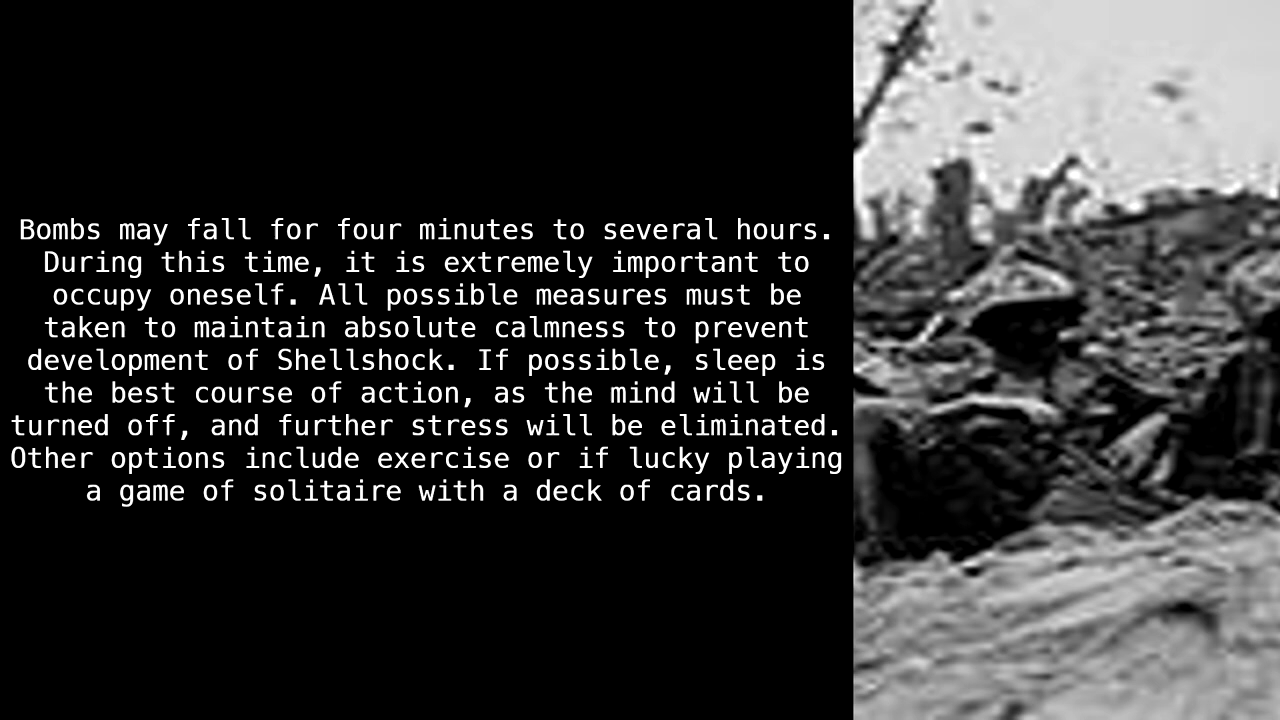 Bombs may fall for four minutes to several hours.
During this time, it is extremely important to
occupy oneself. All possible measures must be
taken to maintain absolute calmness to prevent
development of Shellshock. If possible, sleep is
the best course of action, as the mind will be
turned off, and further stress will be eliminated.
Other options include exercise or if lucky playing
a game of solitaire with a deck of cards.